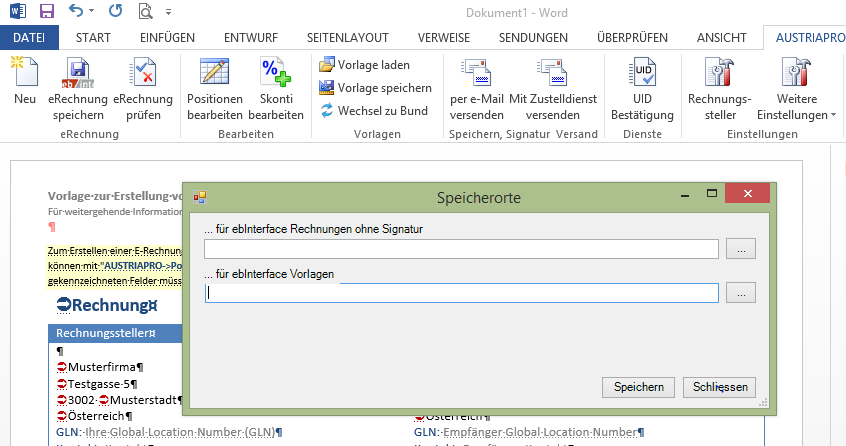 Dokument1 - Word
DATEI START EINFÜGEN ENTWURF SEITENLAYOUT VERWEISE SENDUNGEN ÜBERPRÜFEN ANSICHT AUSTRIAPRO
Neu
eRechnung speichern
eRechnung prüfen
eRechnung
Positionen bearbeiten
Skonti bearbeiten
Bearbeiten
Vorlage laden
Vorlage speichern
Wechsel zu Bund
Vorlagen
per e-Mail versenden
Mit Zustelldienst versenden
Speichern, Signatur Versand
UID Bestätigung
Dienste
Rechnungs-
steller
Weitere Einstellungen
Einstellungen
Vorlage·zur·Erstellung·vo
Für·weitergehende·Information
¶
Zum·Erstellen·einer·E-Rechnun
können·mit·"AUSTRIAPRO->Po
gekennzeichneten·Felder·müss
Rechnung¤
Rechnungssteller¤
¶
Musterfirma¶
Testgasse·5¶
3002··Musterstadt¶
Österreich¶
GLN:·Ihre·Global·Location·Number·(GLN)¶
Speicherorte
... für ebInterface Rechnungen ohne Signatur
...
... für ebInterface Vorlagen
...
Speichern
Schliessen
Österreich¶
GLN:·Empfänger·Global·Location·Number¶